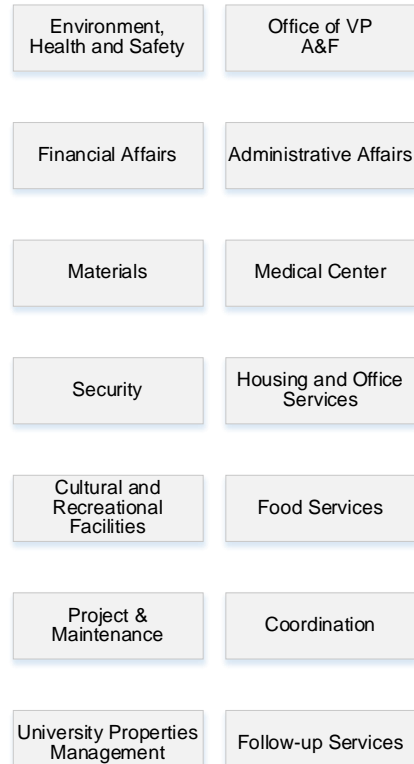 Environment,
Health and Safety
Office of VP
A&F
Financial Affairs
Administrative Affairs
Materials
Medical Center
Security
Housing and Office
Services
Cultural and
Recreational
Facilities
Food Services
Project &
Maintenance
Coordination
University Properties
Management
Follow-up Services